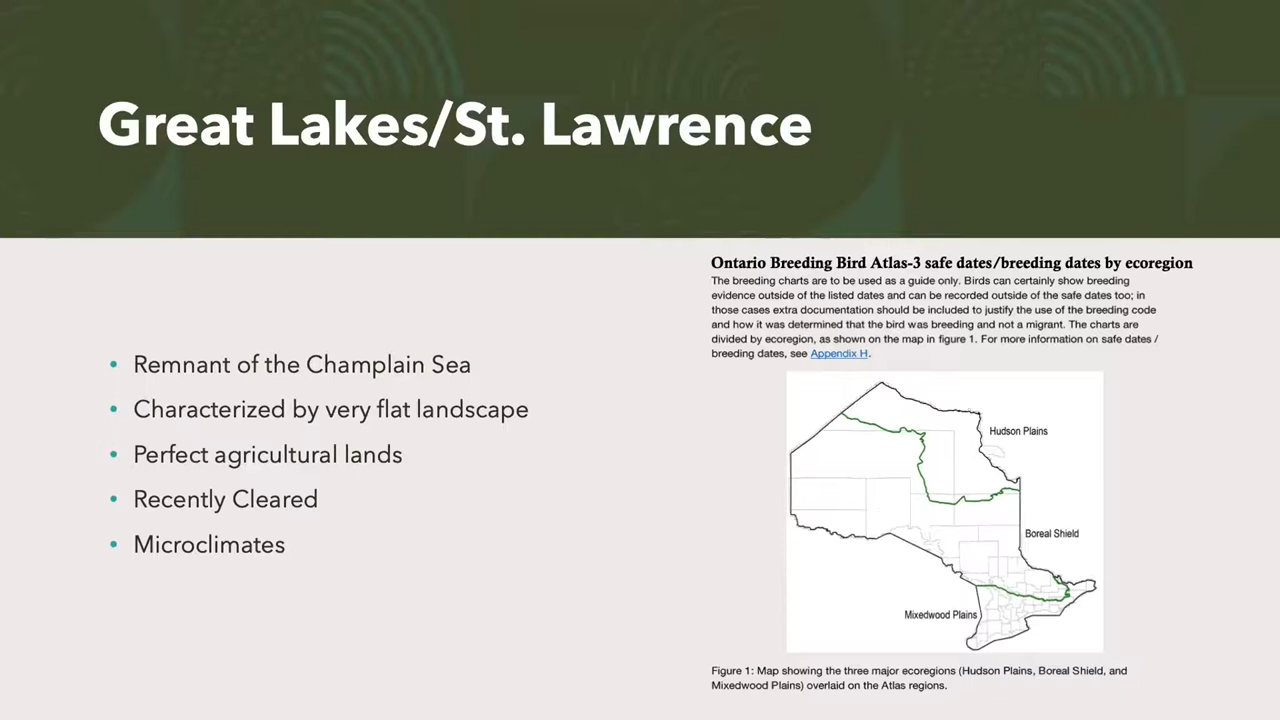 Great Lakes/St. Lawrence
• Remnant of the Champlain Sea
• Characterized by very flat landscape
• Perfect agricultural lands
• Recently Cleared
• Microclimates
Ontario Breeding Bird Atlas-3 safe dates/breeding dates by ecoregion
The breeding charts are to be used as a guide only. Birds can certainly show breeding
evidence outside of the listed dates and can be recorded outside of the safe dates too; in
those cases extra documentation should be included to justify the use of the breeding code
and how it was determined that the bird was breeding and not a migrant. The charts are
divided by ecoregion, as shown on the map in figure 1. For more information on safe dates /
breeding dates, see Appendix H.
Hudson Plains
Boreal Shield
Mixedwood Plains
Figure 1: Map showing the three major ecoregions (Hudson Plains, Boreal Shield, and
Mixedwood Plains) overlaid on the Atlas regions.